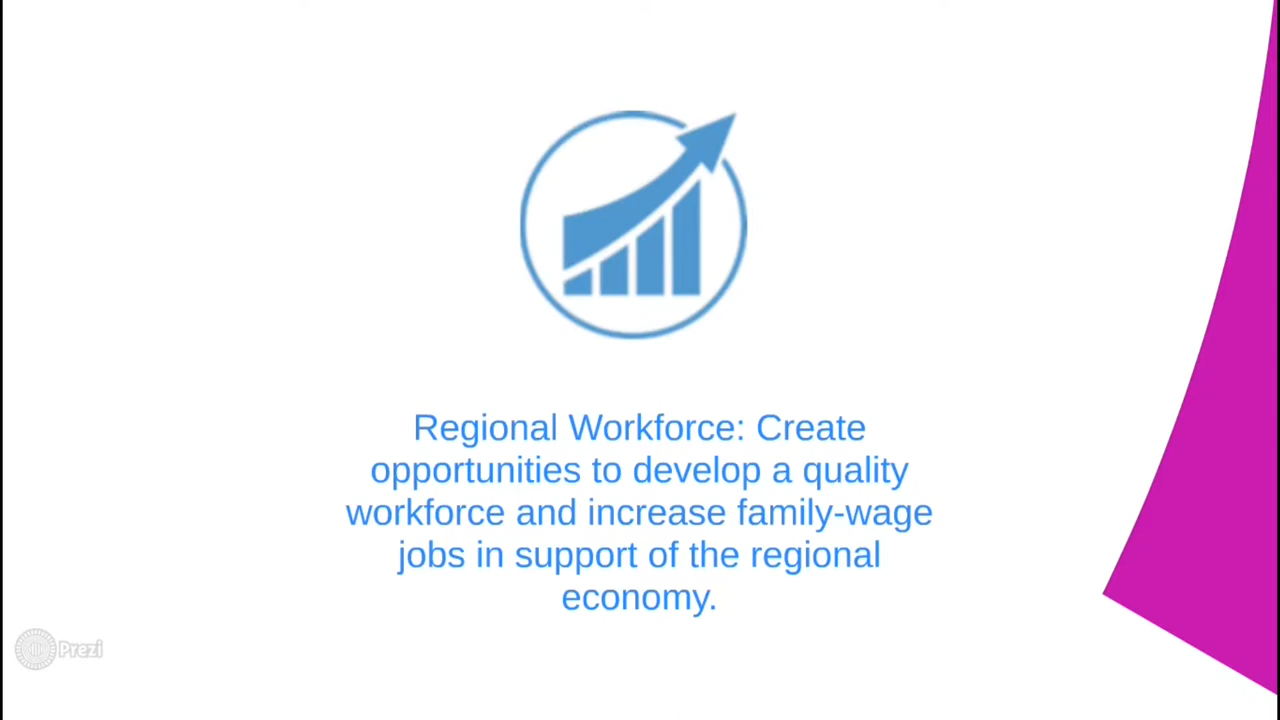 Regional Workforce: Create
opportunities to develop a quality
workforce and increase family-wage
jobs in support of the regional
economy.
Prezi